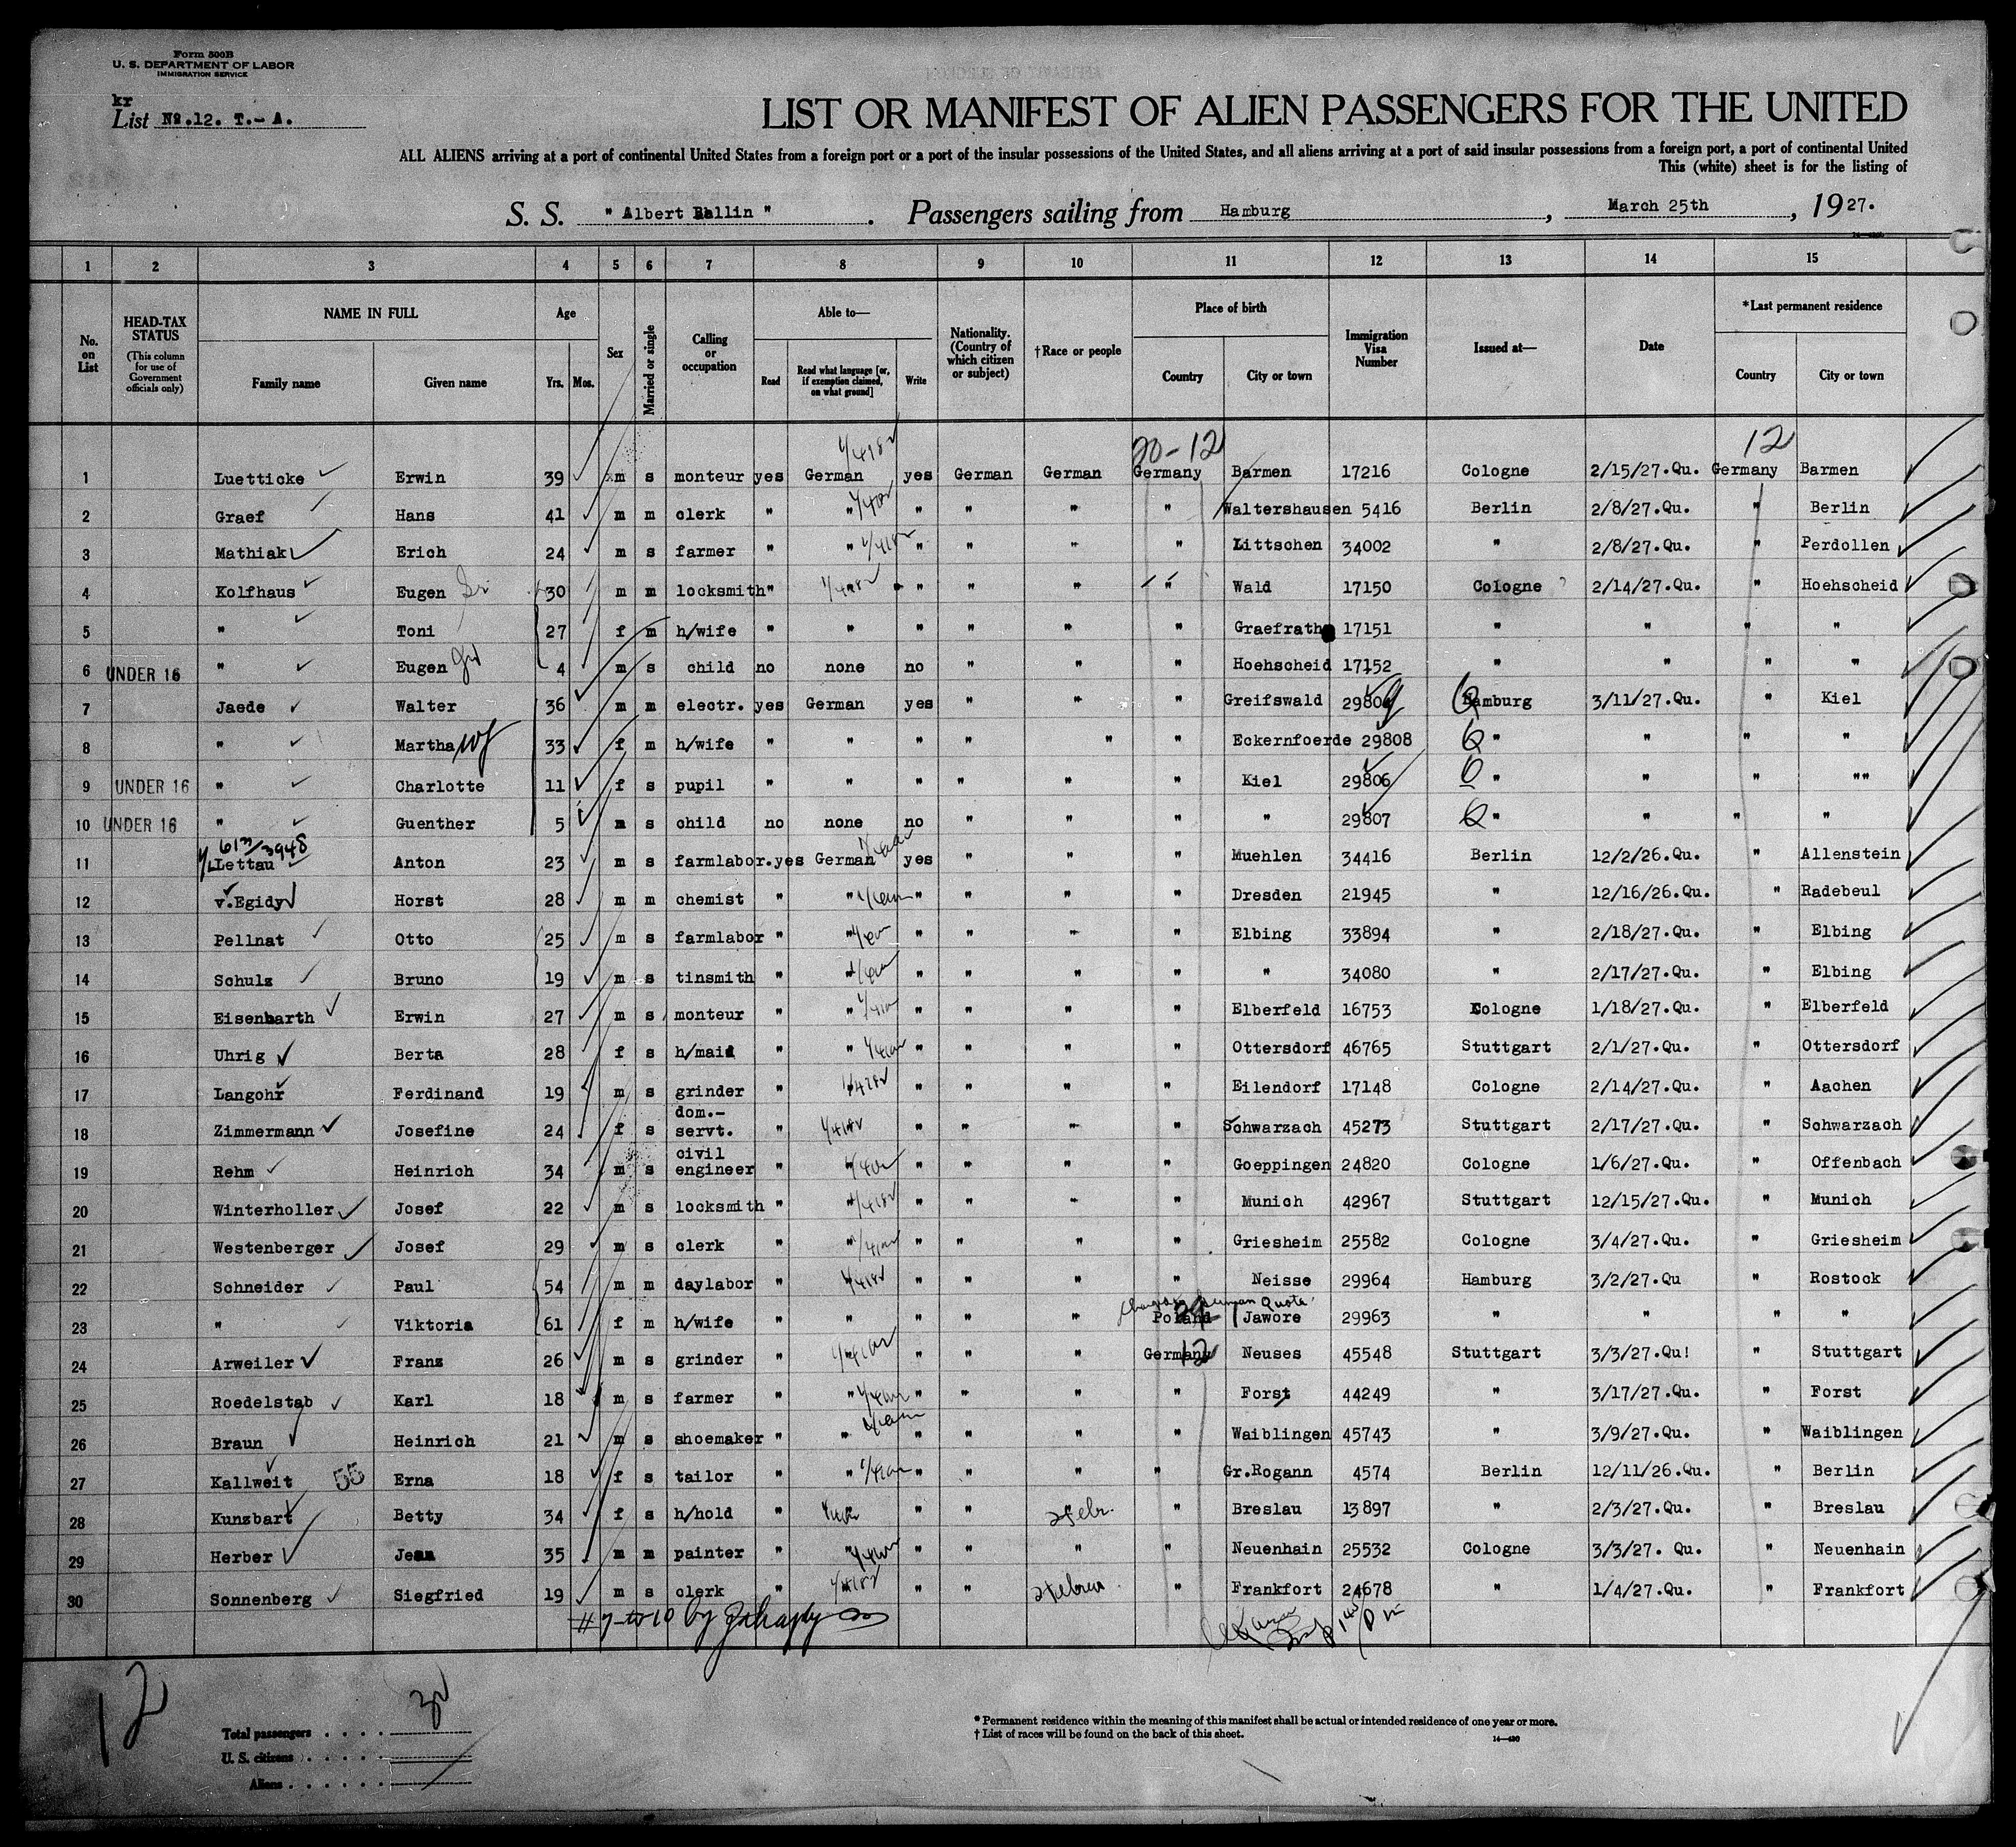 Form 500B
U. S. DEPARTMENT OF LABOR
IMMIGRATION SERVICE
kr
List No.12. T.- A.
LIST OR MANIFEST OF ALIEN PASSENGERS FOR THE UNITED
ALL ALIENS arriving at a port of continental United States from a foreign port or a port of the insular possessions of the United States, and all aliens arriving at a port of said insular possessions from a foreign port, a port of continental United
This (white) sheet is for the listing of
S. S. " Albert Ballin ". Passengers sailing from Hamburg, March 25th, 1927.
1 2 3 4 5 6 7 8 9 10 11 12 13 14 15
No. on List
HEAD-TAX STATUS (This column for use of Government officials only)
NAME IN FULL
Family name Given name
Age
Yrs. Mos.
Sex
Married or single
Calling or occupation
Able to—
Read Read what language [or, if exemption claimed, on what ground] Write
Nationality. (Country of which citizen or subject)
† Race or people
Place of birth
Country City or town
Immigration Visa Number
Issued at—
Date
*Last permanent residence
Country City or town
20-12 12
1 Luetticke Erwin 39 m s monteur yes German yes German German Germany Barmen 17216 Cologne 2/15/27.Qu. Germany Barmen
2 Graef Hans 41 m m clerk " " " " " " Waltershausen 5416 Berlin 2/8/27.Qu. " Berlin
3 Mathiak Erich 24 m s farmer " " " " " " Littschen 34002 " 2/8/27.Qu. " Perdollen
4 Kolfhaus Eugen Sr 30 m m locksmith " " " " " " Wald 17150 Cologne 2/14/27.Qu. " Hoehscheid
5 " Toni 27 f m h/wife " " " " " " Graefrath 17151 " " " "
6 UNDER 16 " Eugen Jr 4 m s child no none no " " " Hoehscheid 17152 " " " "
7 Jaede Walter 36 m m electr. yes German yes " " " Greifswald 29804 Hamburg 3/11/27.Qu. " Kiel
8 " Martha wf 33 f m h/wife " " " " " " Eckernfoerde 29808 " " " "
9 UNDER 16 " Charlotte 11 f s pupil " " " " " " Kiel 29806 " " " ""
10 UNDER 16 " Guenther 5 m s child no none no " " " " 29807 " " " "
613/3948
11 Lettau Anton 23 m s farmlabor. yes German yes " " " Muehlen 34416 Berlin 12/2/26.Qu. " Allenstein
12 v.Egidy Horst 28 m m chemist " " " " " " Dresden 21945 " 12/16/26.Qu. " Radebeul
13 Pellnat Otto 25 m s farmlabor " " " " " " Elbing 33894 " 2/18/27.Qu. " Elbing
14 Schulz Bruno 19 m s tinsmith " " " " " " " 34080 " 2/17/27.Qu. " Elbing
15 Eisenbarth Erwin 27 m s monteur " " " " " " Elberfeld 16753 Cologne 1/18/27.Qu. " Elberfeld
16 Uhrig Berta 28 f s h/maid " " " " " " Ottersdorf 46765 Stuttgart 2/1/27.Qu. " Ottersdorf
17 Langohr Ferdinand 19 m s grinder " " " " " " Eilendorf 17148 Cologne 2/14/27.Qu. " Aachen
18 Zimmermann Josefine 24 f s dom.-servt. " " " " " " Schwarzach 45273 Stuttgart 2/17/27.Qu. " Schwarzach
19 Rehm Heinrich 34 m s civil engineer " " " " " " Goeppingen 24820 Cologne 1/6/27.Qu. " Offenbach
20 Winterholler Josef 22 m s locksmith " " " " " " Munich 42967 Stuttgart 12/15/27.Qu. " Munich
21 Westenberger Josef 29 m s clerk " " " " " " Griesheim 25582 Cologne 3/4/27.Qu. " Griesheim
22 Schneider Paul 54 m m daylabor " " " " " " Neisse 29964 Hamburg 3/2/27.Qu " Rostock
German Quota
23 " Viktoria 61 f m h/wife " " " " " Poland Jawore 29963 " " " "
24 Arweiler Franz 26 m s grinder " " " " " Germany 12 Neuses 45548 Stuttgart 3/3/27.Qu! " Stuttgart
25 Roedelstab Karl 18 m s farmer " " " " " " Forst 44249 " 3/17/27.Qu. " Forst
26 Braun Heinrich 21 m s shoemaker " " " " " " Waiblingen 45743 " 3/9/27.Qu. " Waiblingen
27 Kallweit 55 Erna 18 f s tailor " " " " " " Gr.Rogann 4574 Berlin 12/11/26.Qu. " Berlin
28 Kunzbart Betty 34 f s h/hold " " " Hebr. " Breslau 13897 " 2/3/27.Qu. " Breslau
29 Herber Jean 35 m m painter " " " " " " Neuenhain 25532 Cologne 3/3/27. Qu. " Neuenhain
30 Sonnenberg Siegfried 19 m s clerk " " " Hebrew " Frankfort 24678 " 1/4/27.Qu. " Frankfort
# 7 to 10 by
12
Total passengers . . . . 30
U. S. citizens . . . . .
Aliens . . . . . .
* Permanent residence within the meaning of this manifest shall be actual or intended residence of one year or more.
† List of races will be found on the back of this sheet.
14—430